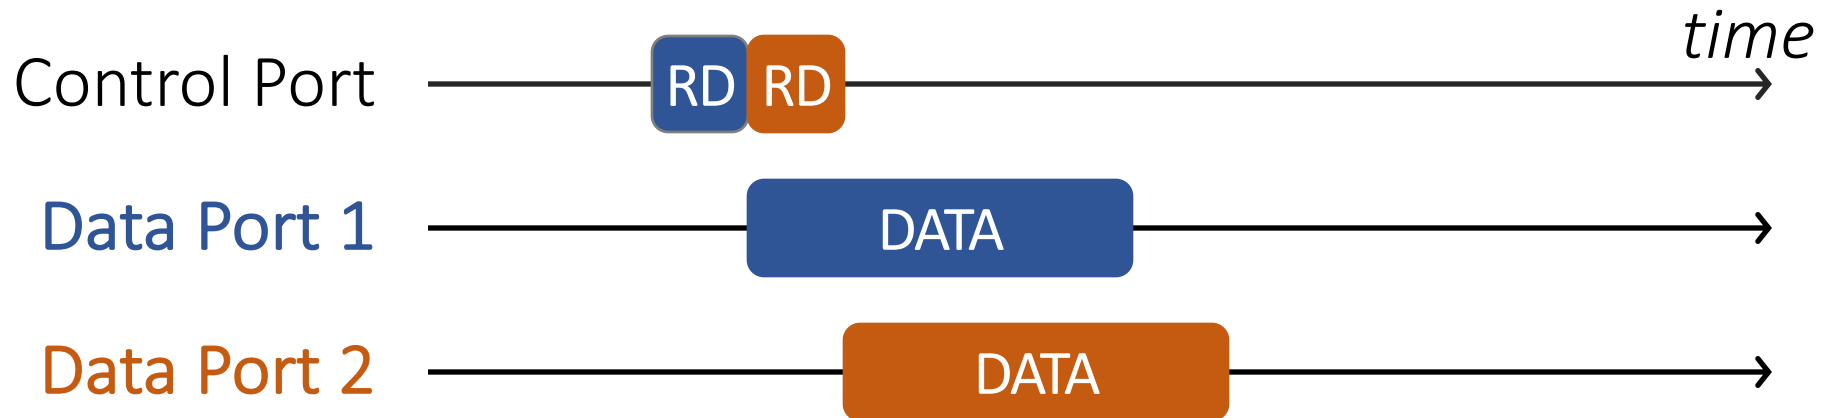 time
Control Port RD RD
Data Port 1 DATA
Data Port 2 DATA